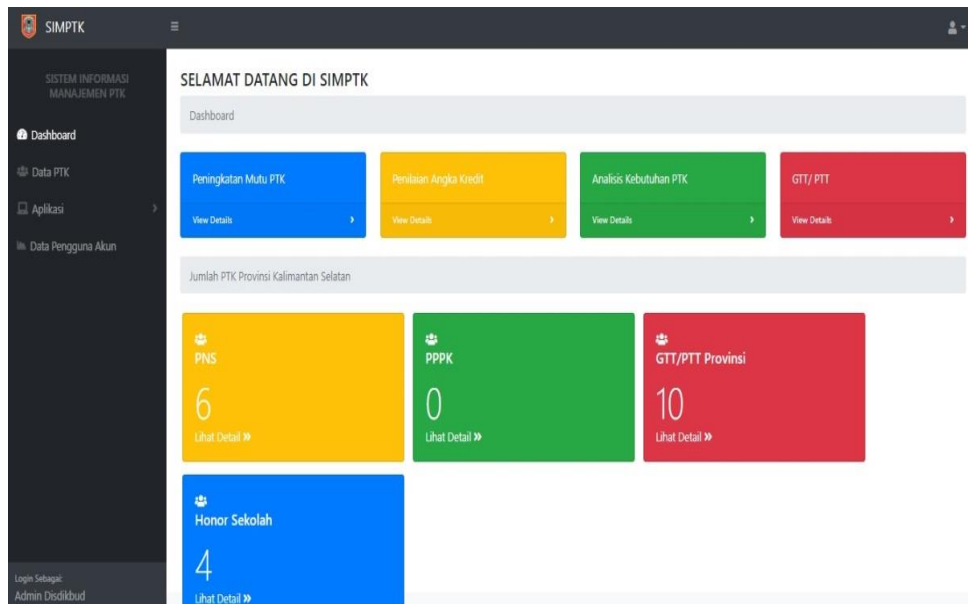 SIMPTK
SISTEM INFORMASI
MANAJEMEN PTK
Dashboard
Data PTK
Aplikasi
Data Pengguna Akun
Login Sebagai:
Admin Disdikbud
SELAMAT DATANG DI SIMPTK
Dashboard
Peningkatan Mutu PTK
View Details
Penilaian Angka Kredit
View Details
Analisis Kebutuhan PTK
View Details
GTT/ PTT
View Details
Jumlah PTK Provinsi Kalimantan Selatan
PNS
6
Lihat Detail »
PPPK
0
Lihat Detail »
GTT/PTT Provinsi
10
Lihat Detail »
Honor Sekolah
4
Lihat Detail »